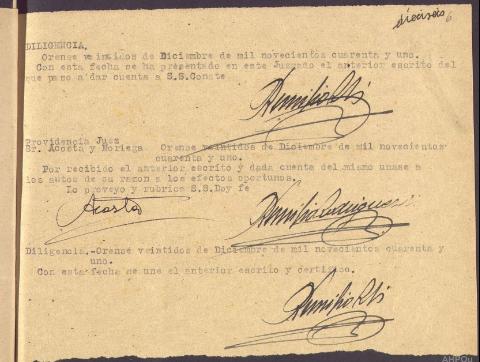 dieciseis 6
DILIGENCIA.
Orense veintidos de Diciembre de mil novecientos cuarenta y uno.
Con esta fecha se ha presentado en este Juzgado el anterior escrito del
que paso a dar cuenta a S.S. Conste
Providencia Juez
Sr. Acosta y Noriega Orense veintidos de Diciembre de mil novecientos
cuarenta y uno.
Por recibido el anterior escrito y dada cuenta del mismo unase a
los autos de su razon a los efectos oportunos.
Lo proveyo y rubrica S.S. Doy fe
Acosta
Diligencia.-Orense veintidos de Diciembre de mil novecientos cuarenta y
uno.
Con esta fecha se une el anterior escrito y certifico.
AHPOu